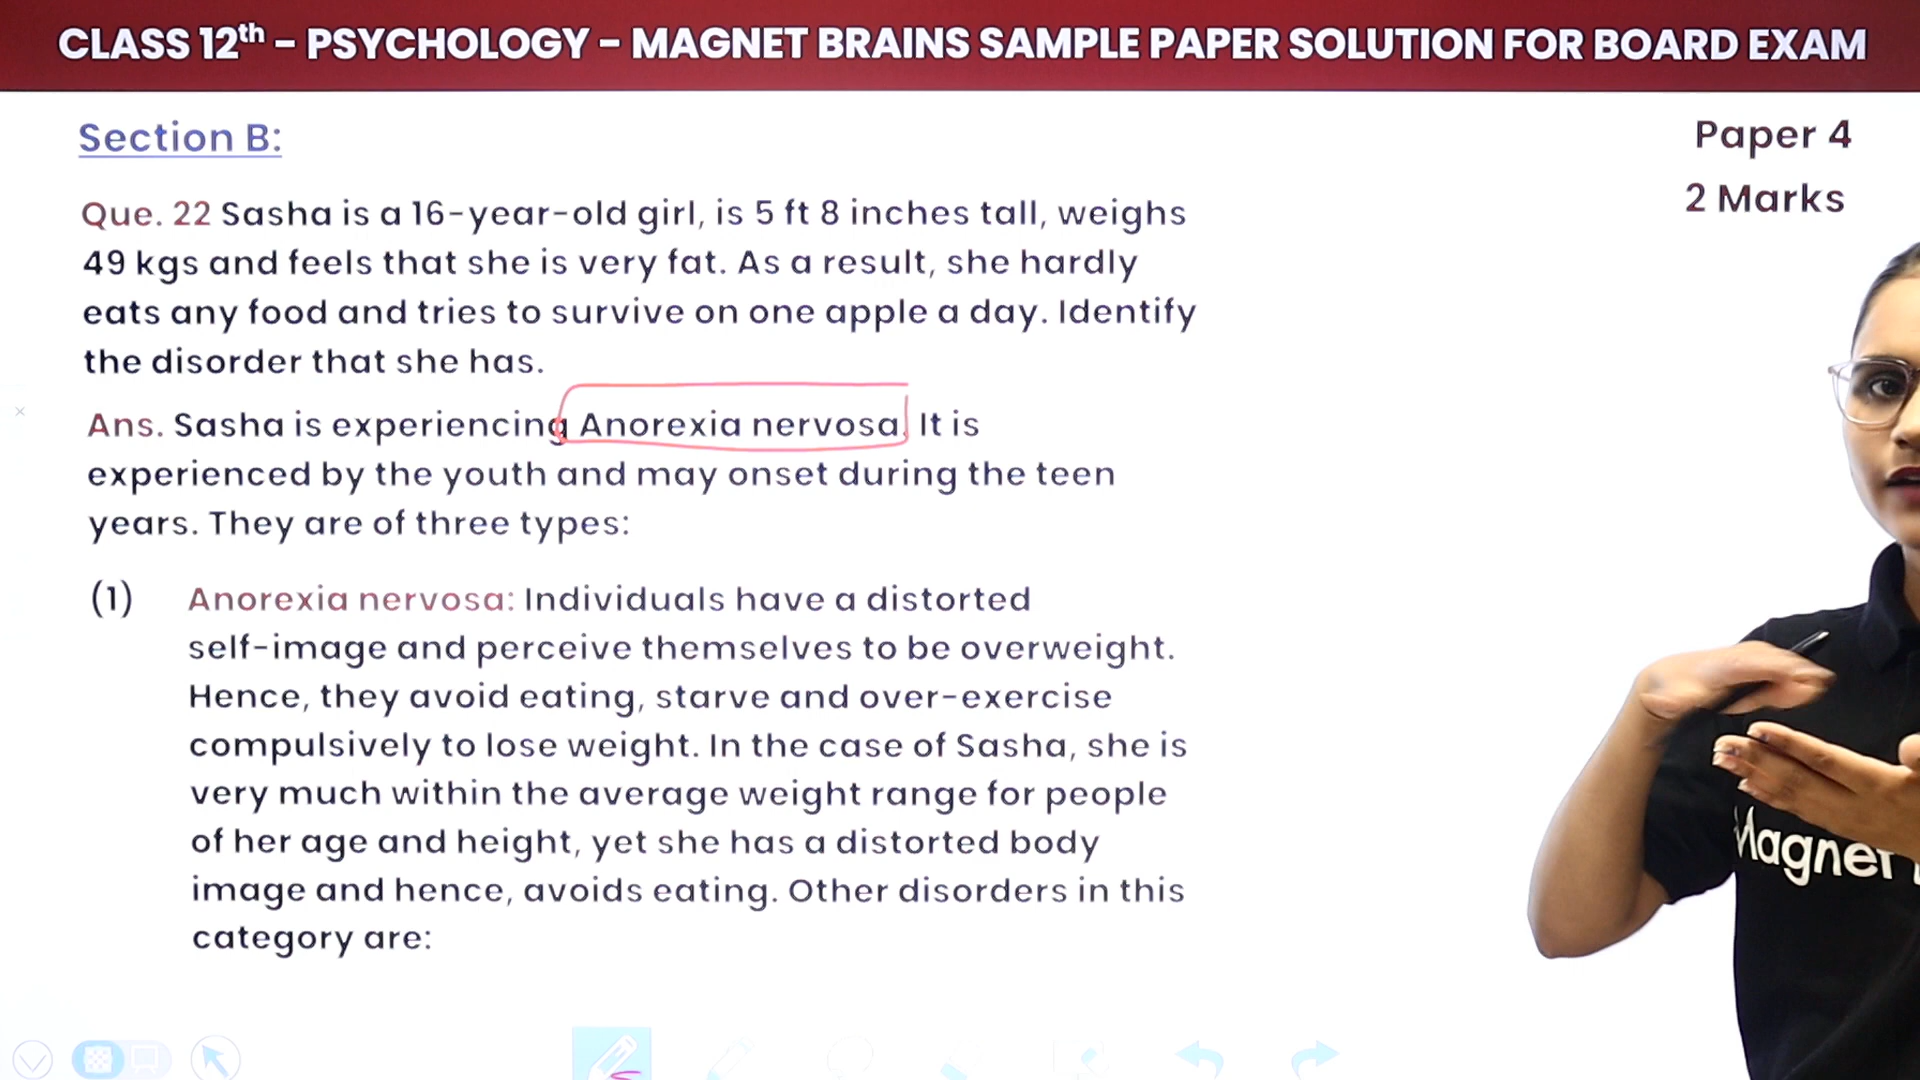 CLASS 12th – PSYCHOLOGY – MAGNET BRAINS SAMPLE PAPER SOLUTION FOR BOARD EXAM
Section B:
Paper 4
2 Marks
Que. 22 Sasha is a 16-year-old girl, is 5 ft 8 inches tall, weighs
49 kgs and feels that she is very fat. As a result, she hardly
eats any food and tries to survive on one apple a day. Identify
the disorder that she has.
Ans. Sasha is experiencing Anorexia nervosa. It is
experienced by the youth and may onset during the teen
years. They are of three types:
(1) Anorexia nervosa: Individuals have a distorted
self-image and perceive themselves to be overweight.
Hence, they avoid eating, starve and over-exercise
compulsively to lose weight. In the case of Sasha, she is
very much within the average weight range for people
of her age and height, yet she has a distorted body
image and hence, avoids eating. Other disorders in this
category are:
Magnet